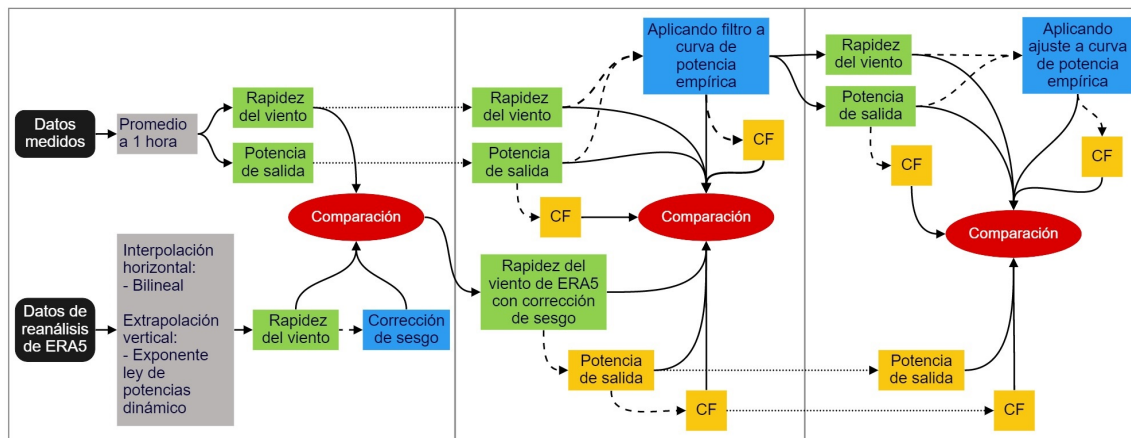 Datos
medidos
Promedio
a 1 hora
Rapidez
del viento
Potencia
de salida
Comparación
Datos de
reanálisis
de ERA5
Interpolación
horizontal:
- Bilineal
Extrapolación
vertical:
- Exponente
ley de
potencias
dinámico
Rapidez
del viento
Corrección
de sesgo
Aplicando filtro a
curva de potencia
empírica
Rapidez
del viento
Potencia
de salida
CF
CF
Comparación
Rapidez del
viento de ERA5
con corrección
de sesgo
Potencia
de salida
CF
Rapidez
del viento
Potencia
de salida
Aplicando
ajuste a curva
de potencia
empírica
CF
CF
Comparación
Potencia
de salida
CF